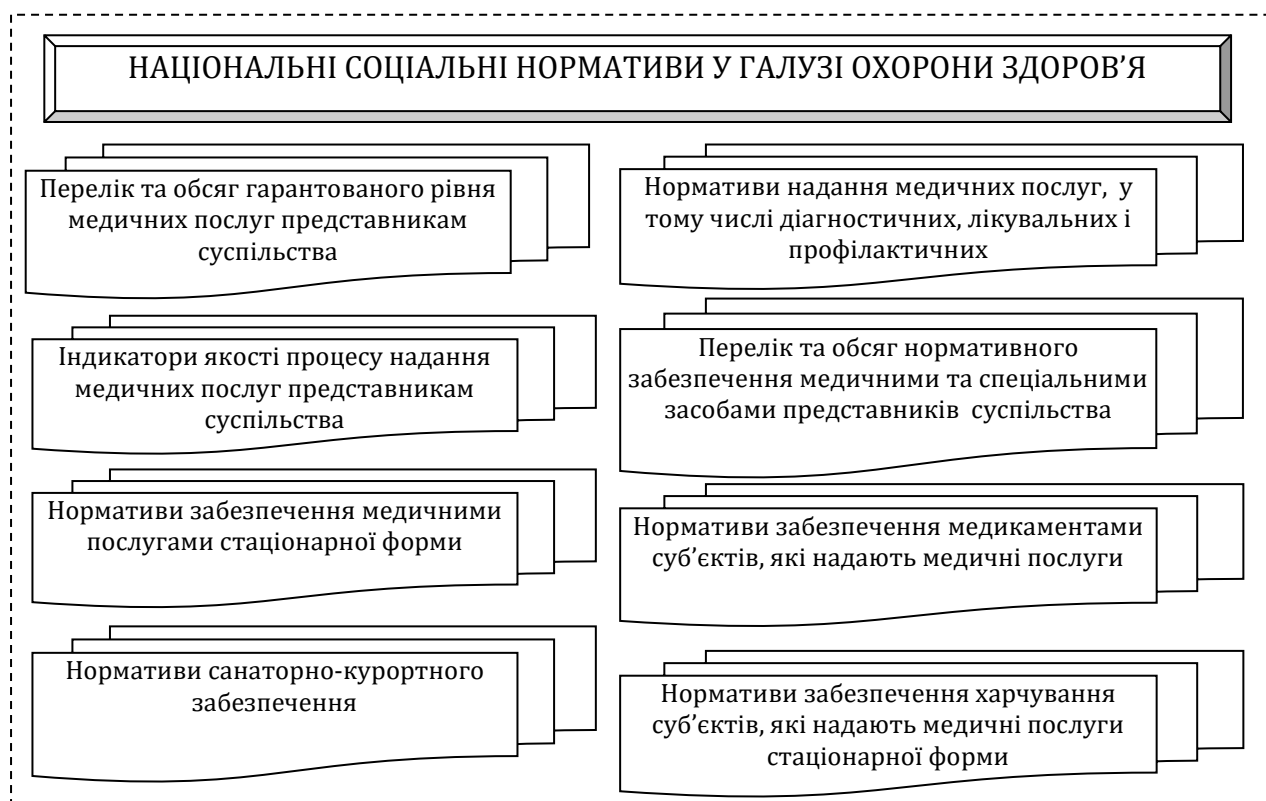 НАЦІОНАЛЬНІ СОЦІАЛЬНІ НОРМАТИВИ У ГАЛУЗІ ОХОРОНИ ЗДОРОВ’Я
Перелік та обсяг гарантованого рівня
медичних послуг представникам
суспільства
Нормативи надання медичних послуг, у
тому числі діагностичних, лікувальних і
профілактичних
Індикатори якості процесу надання
медичних послуг представникам
суспільства
Перелік та обсяг нормативного
забезпечення медичними та спеціальними
засобами представників суспільства
Нормативи забезпечення медичними
послугами стаціонарної форми
Нормативи забезпечення медикаментами
суб’єктів, які надають медичні послуги
Нормативи санаторно-курортного
забезпечення
Нормативи забезпечення харчування
суб’єктів, які надають медичні послуги
стаціонарної форми